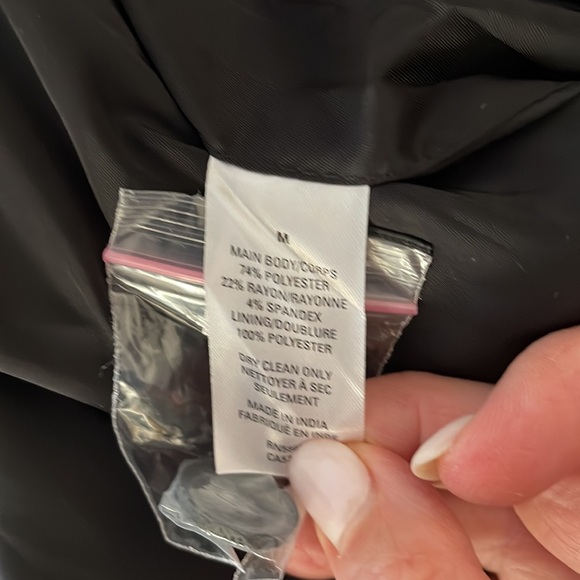 M
MAIN BODY/CORPS
74% POLYESTER
22% RAYON/RAYONNE
4% SPANDEX
LINING/DOUBLURE
100% POLYESTER
DRY CLEAN ONLY
NETTOYER À SEC
SEULEMENT
MADE IN INDIA
FABRIQUÉ EN